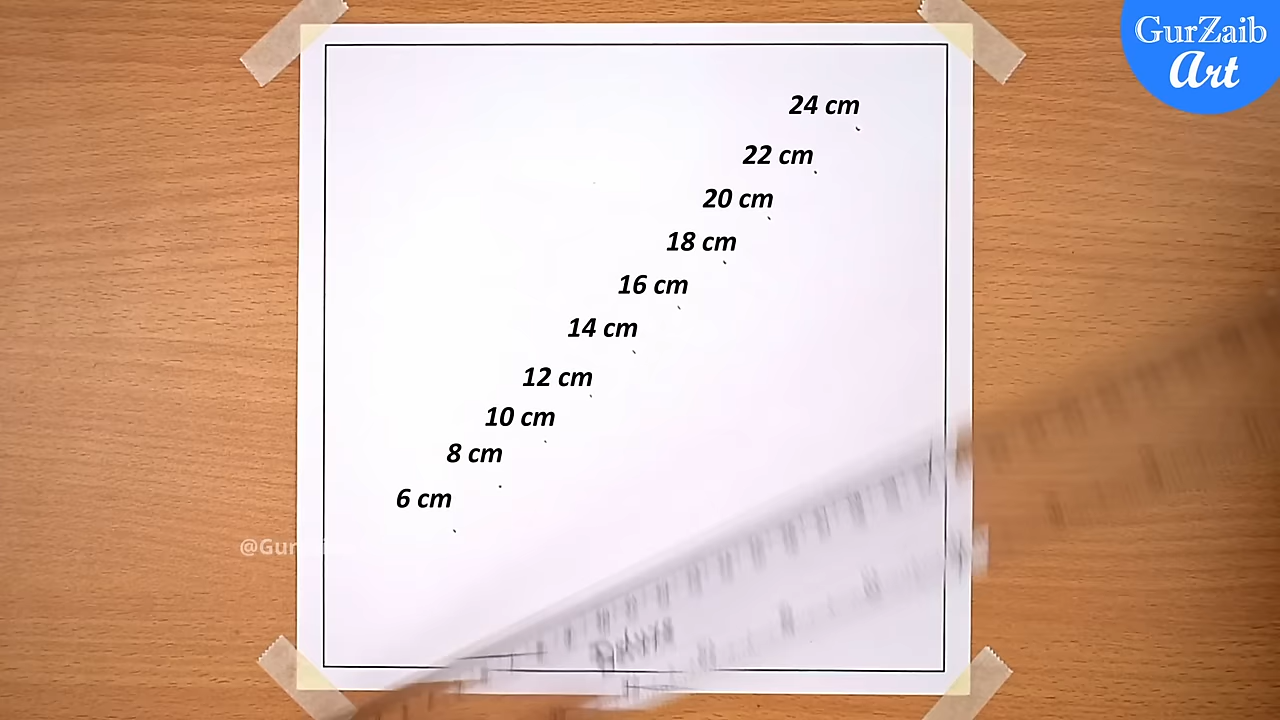 GurZaib
Art
24 cm
22 cm
20 cm
18 cm
16 cm
14 cm
12 cm
10 cm
8 cm
6 cm